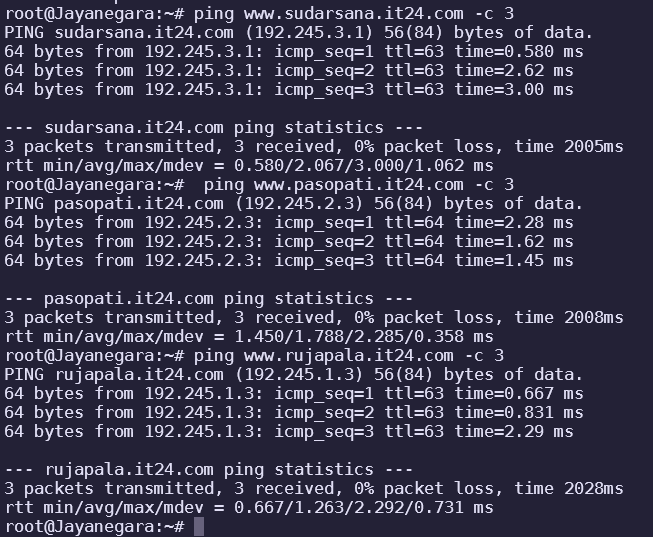 root@Jayanegara:~# ping www.sudarsana.it24.com -c 3
PING sudarsana.it24.com (192.245.3.1) 56(84) bytes of data.
64 bytes from 192.245.3.1: icmp_seq=1 ttl=63 time=0.580 ms
64 bytes from 192.245.3.1: icmp_seq=2 ttl=63 time=2.62 ms
64 bytes from 192.245.3.1: icmp_seq=3 ttl=63 time=3.00 ms

--- sudarsana.it24.com ping statistics ---
3 packets transmitted, 3 received, 0% packet loss, time 2005ms
rtt min/avg/max/mdev = 0.580/2.067/3.000/1.062 ms
root@Jayanegara:~#  ping www.pasopati.it24.com -c 3
PING pasopati.it24.com (192.245.2.3) 56(84) bytes of data.
64 bytes from 192.245.2.3: icmp_seq=1 ttl=64 time=2.28 ms
64 bytes from 192.245.2.3: icmp_seq=2 ttl=64 time=1.62 ms
64 bytes from 192.245.2.3: icmp_seq=3 ttl=64 time=1.45 ms

--- pasopati.it24.com ping statistics ---
3 packets transmitted, 3 received, 0% packet loss, time 2008ms
rtt min/avg/max/mdev = 1.450/1.788/2.285/0.358 ms
root@Jayanegara:~# ping www.rujapala.it24.com -c 3
PING rujapala.it24.com (192.245.1.3) 56(84) bytes of data.
64 bytes from 192.245.1.3: icmp_seq=1 ttl=63 time=0.667 ms
64 bytes from 192.245.1.3: icmp_seq=2 ttl=63 time=0.831 ms
64 bytes from 192.245.1.3: icmp_seq=3 ttl=63 time=2.29 ms

--- rujapala.it24.com ping statistics ---
3 packets transmitted, 3 received, 0% packet loss, time 2028ms
rtt min/avg/max/mdev = 0.667/1.263/2.292/0.731 ms
root@Jayanegara:~#